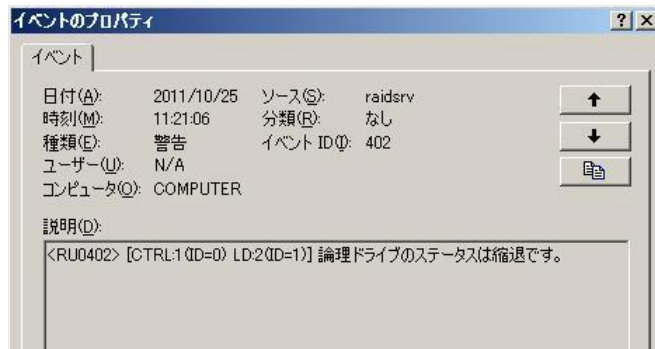 イベントのプロパティ
イベント
日付(A): 2011/10/25 ソース(S): raidsrv
時刻(M): 11:21:06 分類(R): なし
種類(E): 警告 イベント ID(I): 402
ユーザー(U): N/A
コンピュータ(O): COMPUTER
説明(D):
<RU0402> [CTRL:1(ID=0) LD:2(ID=1)] 論理ドライブのステータスは縮退です。